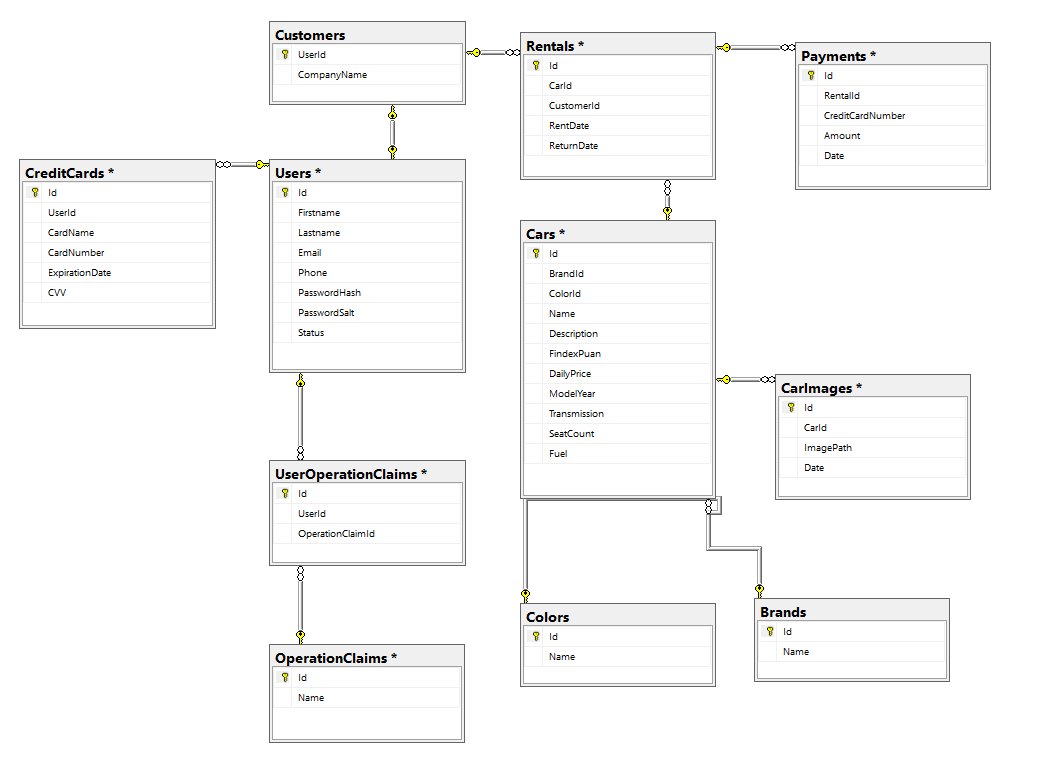 Customers
UserId
CompanyName
Rentals *
Id
CarId
CustomerId
RentDate
ReturnDate
Payments *
Id
RentalId
CreditCardNumber
Amount
Date
CreditCards *
Id
UserId
CardName
CardNumber
ExpirationDate
CVV
Users *
Id
Firstname
Lastname
Email
Phone
PasswordHash
PasswordSalt
Status
Cars *
Id
BrandId
ColorId
Name
Description
FindexPuan
DailyPrice
ModelYear
Transmission
SeatCount
Fuel
CarImages *
Id
CarId
ImagePath
Date
UserOperationClaims *
Id
UserId
OperationClaimId
Colors
Id
Name
Brands
Id
Name
OperationClaims *
Id
Name